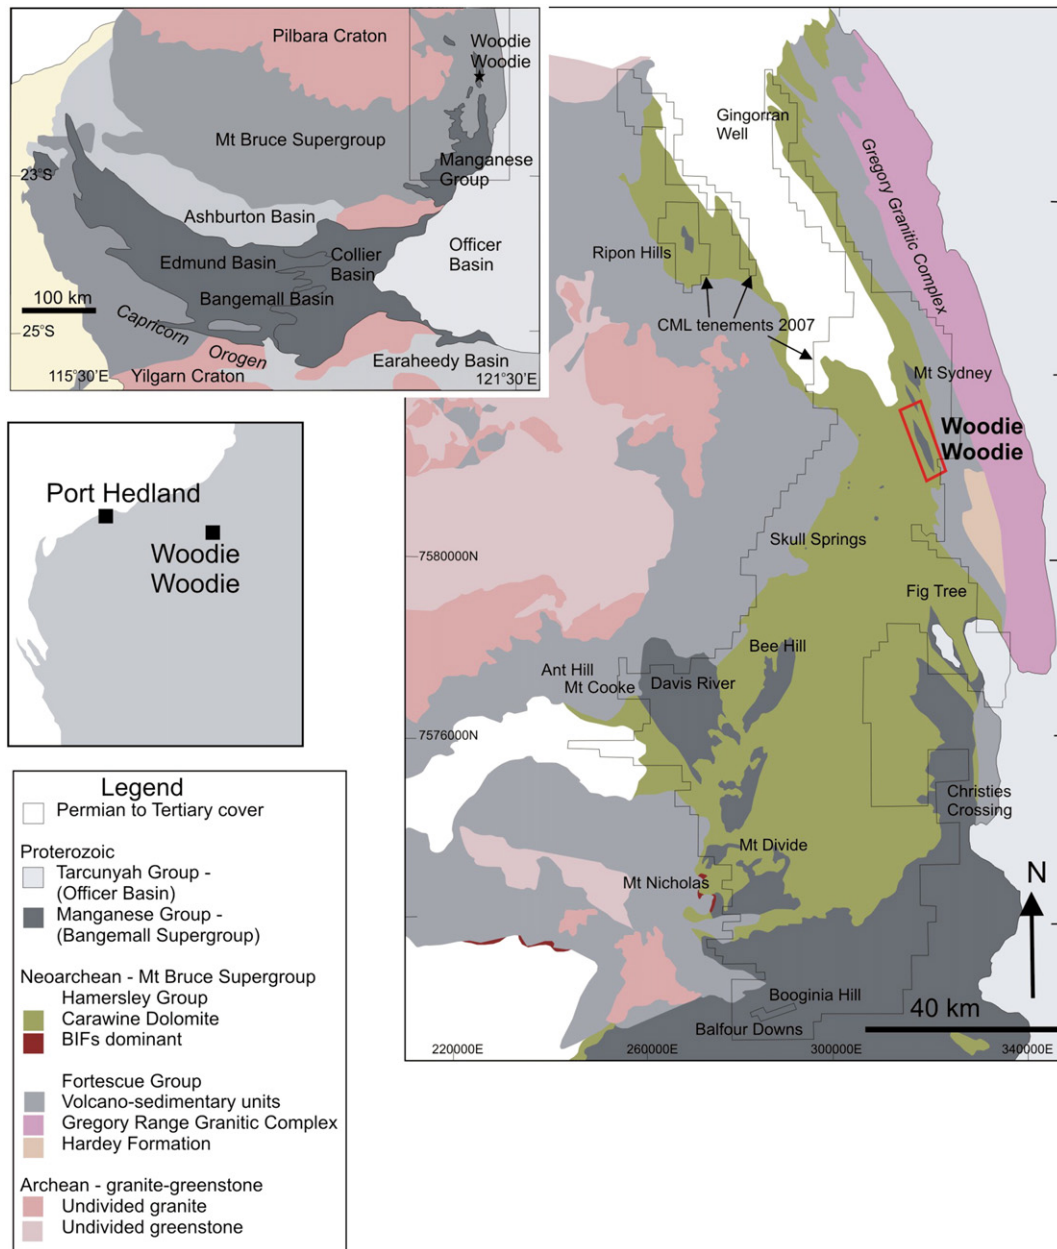 Pilbara Craton
Woodie
Woodie
Mt Bruce Supergroup
Manganese
Group
23°S
Ashburton Basin
Officer
Basin
Edmund Basin
Collier
Basin
100 km
Bangemall Basin
25°S
Capricorn
Orogen
Earaheedy Basin
Yilgarn Craton
115°30'E
121°30'E
Port Hedland
Woodie
Woodie
Legend
Permian to Tertiary cover
Proterozoic
Tarcunyah Group -
(Officer Basin)
Manganese Group -
(Bangemall Supergroup)
Neoarchean - Mt Bruce Supergroup
Hamersley Group
Carawine Dolomite
BIFs dominant
Fortescue Group
Volcano-sedimentary units
Gregory Range Granitic Complex
Hardey Formation
Archean - granite-greenstone
Undivided granite
Undivided greenstone
Gingorran
Well
Gregory Granitic Complex
Ripon Hills
CML tenements 2007
Mt Sydney
Woodie
Woodie
Skull Springs
7580000N
Fig Tree
Bee Hill
Ant Hill
Mt Cooke
Davis River
7576000N
Christies
Crossing
Mt Divide
Mt Nicholas
N
Booginia Hill
40 km
Balfour Downs
220000E
260000E
300000E
340000E